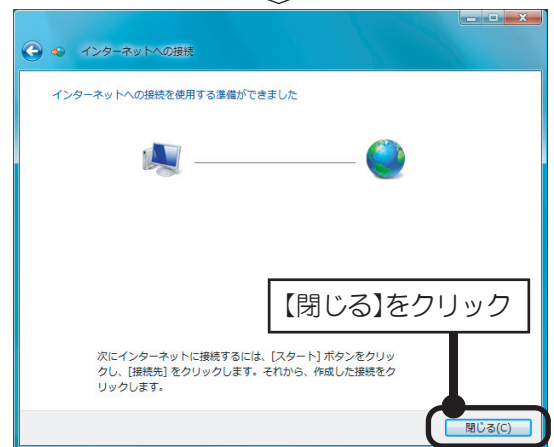 インターネットへの接続
インターネットへの接続を使用する準備ができました
【閉じる】をクリック
次にインターネットに接続するには、[スタート] ボタンをクリッ
クし、[接続先] をクリックします。それから、作成した接続をク
リックします。
閉じる(C)